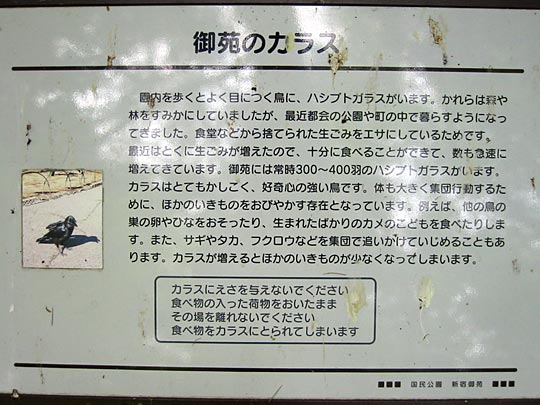 御苑のカラス
園内を歩くとよく目につく鳥に、ハシブトガラスがいます。かれらは森や
林をすみかにしていましたが、最近都会の公園や町の中で暮らすようになっ
てきました。食堂などから捨てられた生ごみをエサにしているためです。
最近はとくに生ごみが増えたので、十分に食べることができて、数も急速に
増えてきています。御苑には常時300〜400羽のハシブトガラスがいます。
カラスはとてもかしこく、好奇心の強い鳥です。体も大きく集団行動するた
めに、ほかのいきものをおびやかす存在となっています。例えば、他の鳥の
巣の卵やひなをおそったり、生まれたばかりのカメのこどもを食べたりしま
す。また、サギやタカ、フクロウなどを集団で追いかけていじめることもあ
ります。カラスが増えるとほかのいきものが少なくなってしまいます。
カラスにえさを与えないでください
食べ物の入った荷物をおいたまま
その場を離れないでください
食べ物をカラスにとられてしまいます
■■■ 国民公園 新宿御苑 ■■■